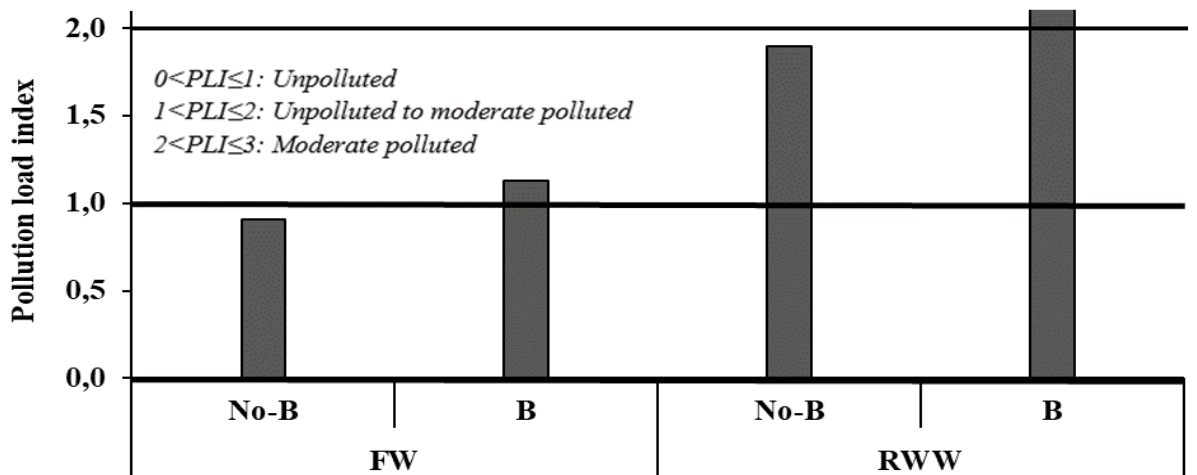 Pollution load index
2,0
1,5
1,0
0,5
0,0
0<PLI≤1: Unpolluted
1<PLI≤2: Unpolluted to moderate polluted
2<PLI≤3: Moderate polluted
No-B B No-B B
FW RWW